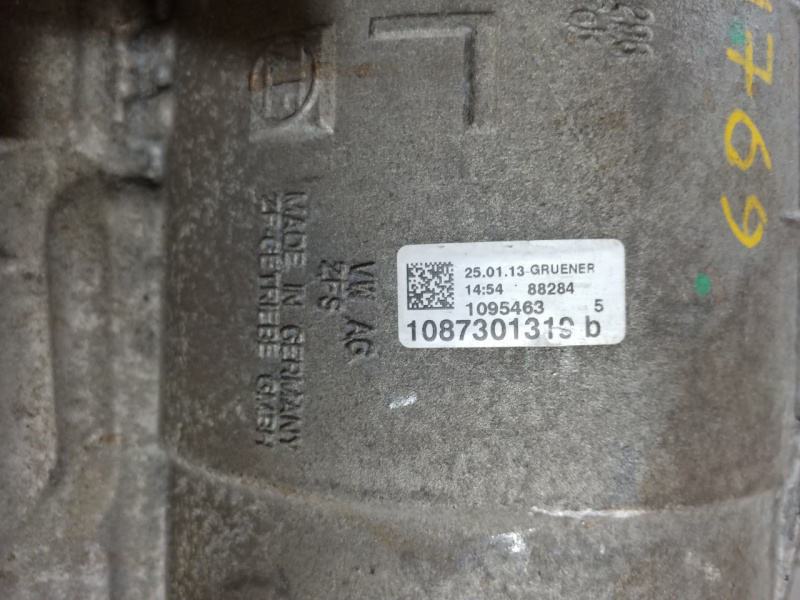 25.01.13 GRUENER
14:54 88284
1095463 5
1087301319 b
VW AG
ZFS
MADE IN GERMANY
ZF GETRIEBE GMBH
1769